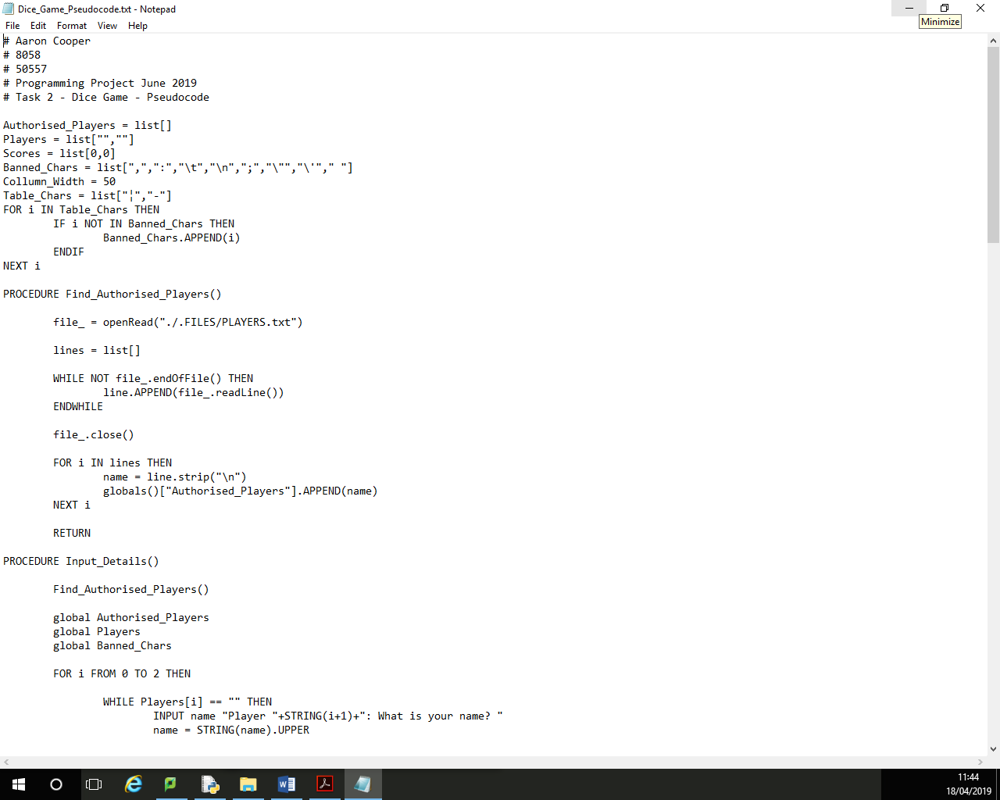 Dice_Game_Pseudocode.txt - Notepad
Minimize
File Edit Format View Help
# Aaron Cooper
# 8058
# 50557
# Programming Project June 2019
# Task 2 - Dice Game - Pseudocode
Authorised_Players = list[]
Players = list["",""]
Scores = list[0,0]
Banned_Chars = list[",",":","\t","\n",";","\"","\'"," "]
Collumn_Width = 50
Table_Chars = list["¦","-"]
FOR i IN Table_Chars THEN
IF i NOT IN Banned_Chars THEN
Banned_Chars.APPEND(i)
ENDIF
NEXT i
PROCEDURE Find_Authorised_Players()
file_ = openRead("./.FILES/PLAYERS.txt")
lines = list[]
WHILE NOT file_.endOfFile() THEN
line.APPEND(file_.readLine())
ENDWHILE
file_.close()
FOR i IN lines THEN
name = line.strip("\n")
globals()["Authorised_Players"].APPEND(name)
NEXT i
RETURN
PROCEDURE Input_Details()
Find_Authorised_Players()
global Authorised_Players
global Players
global Banned_Chars
FOR i FROM 0 TO 2 THEN
WHILE Players[i] == "" THEN
INPUT name "Player "+STRING(i+1)+": What is your name? "
name = STRING(name).UPPER
11:44
18/04/2019